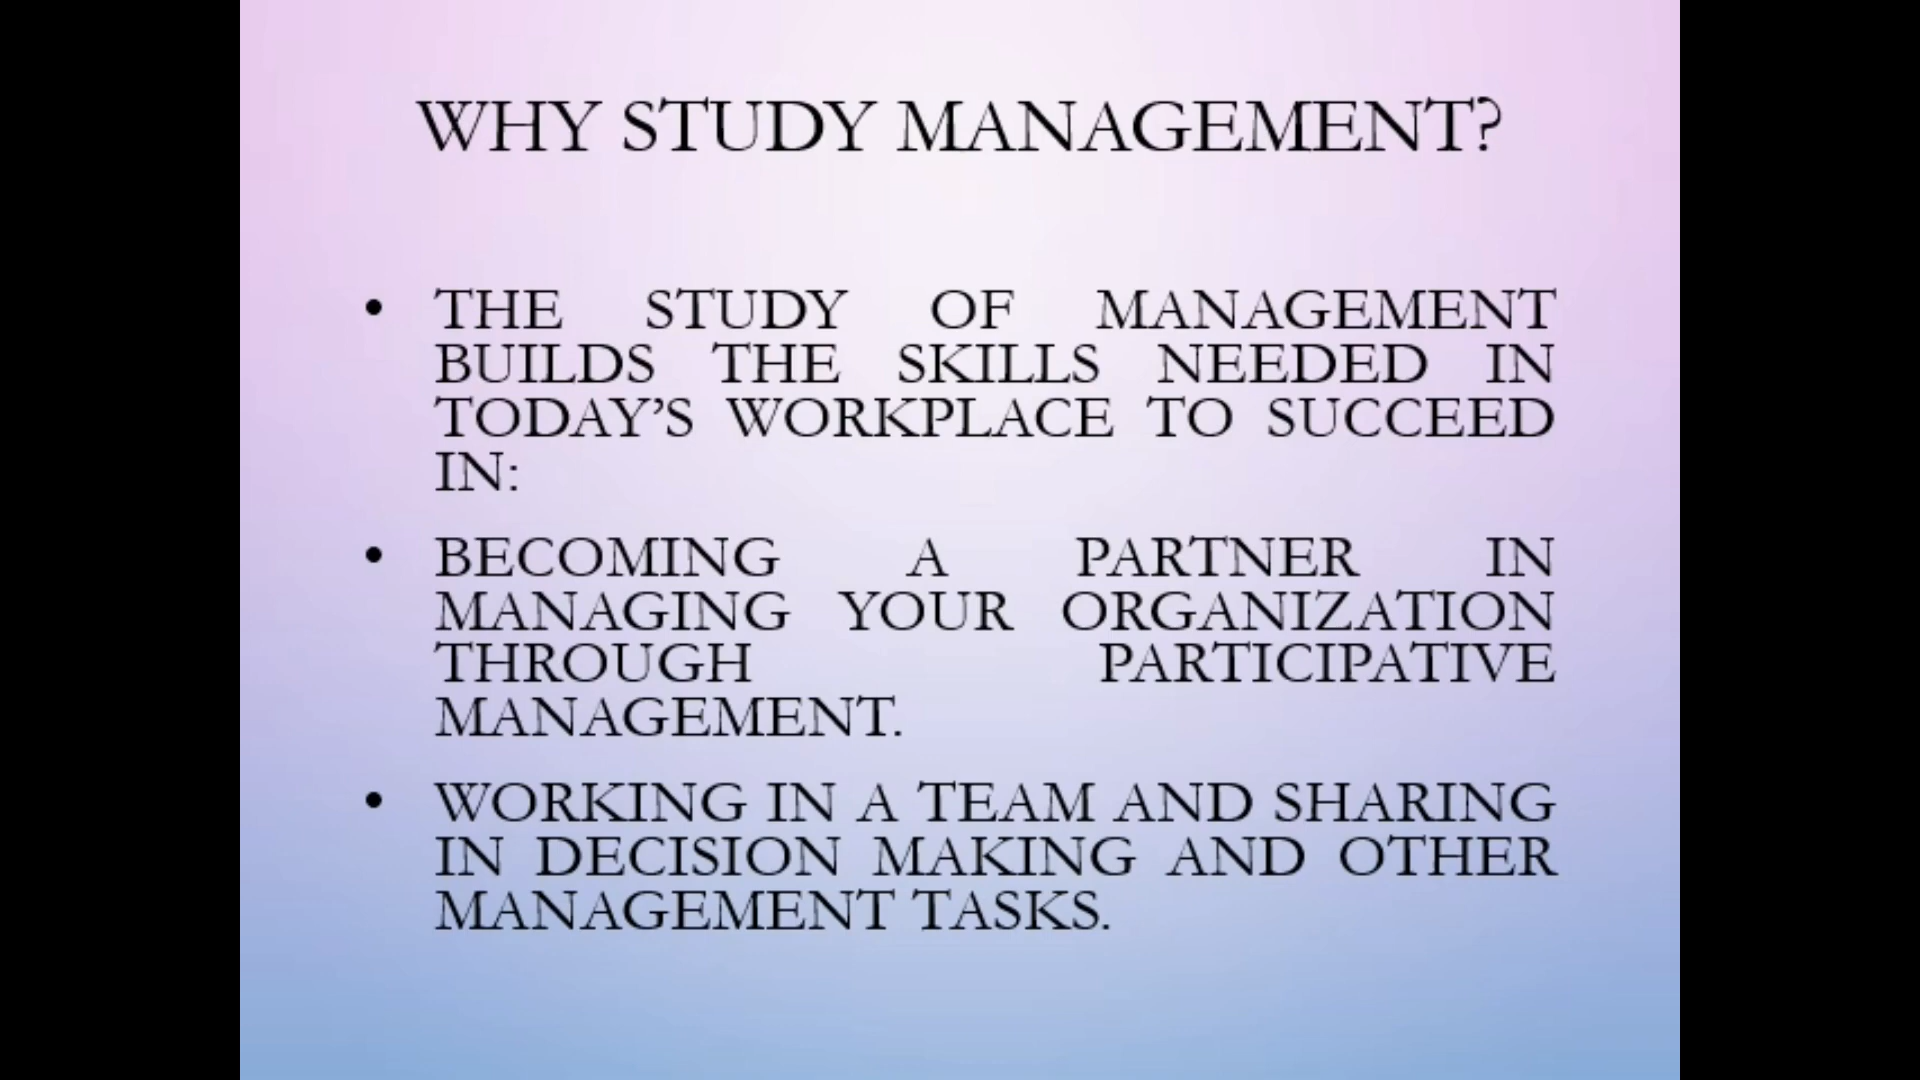 WHY STUDY MANAGEMENT?
• THE STUDY OF MANAGEMENT
BUILDS THE SKILLS NEEDED IN
TODAY’S WORKPLACE TO SUCCEED
IN:
• BECOMING A PARTNER IN
MANAGING YOUR ORGANIZATION
THROUGH PARTICIPATIVE
MANAGEMENT.
• WORKING IN A TEAM AND SHARING
IN DECISION MAKING AND OTHER
MANAGEMENT TASKS.